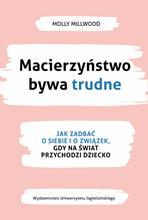 MOLLY MILLWOOD
Macierzyństwo
bywa trudne
JAK ZADBAĆ
O SIEBIE I O ZWIĄZEK,
GDY NA ŚWIAT
PRZYCHODZI DZIECKO
Wydawnictwo Uniwersytetu Jagiellońskiego